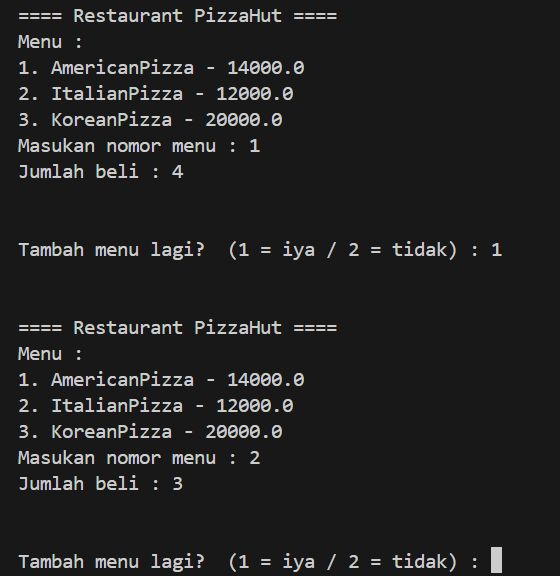 ==== Restaurant PizzaHut ====
Menu :
1. AmericanPizza - 14000.0
2. ItalianPizza - 12000.0
3. KoreanPizza - 20000.0
Masukan nomor menu : 1
Jumlah beli : 4
Tambah menu lagi?  (1 = iya / 2 = tidak) : 1
==== Restaurant PizzaHut ====
Menu :
1. AmericanPizza - 14000.0
2. ItalianPizza - 12000.0
3. KoreanPizza - 20000.0
Masukan nomor menu : 2
Jumlah beli : 3
Tambah menu lagi?  (1 = iya / 2 = tidak) :